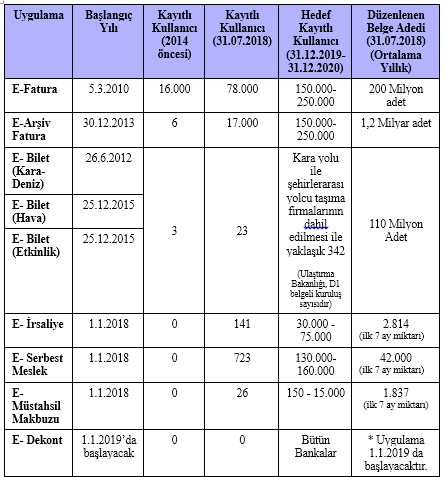 Uygulama
Başlangıç
Yılı
Kayıtlı
Kullanıcı
(2014
öncesi)
Kayıtlı
Kullanıcı
(31.07.2018)
Hedef
Kayıtlı
Kullanıcı
(31.12.2019-
31.12.2020)
Düzenlenen
Belge Adedi
(31.07.2018)
(Ortalama
Yıllık)
E-Fatura
5.3.2010
16.000
78.000
150.000-
250.000
200 Milyon
adet
E-Arşiv
Fatura
30.12.2013
6
17.000
150.000-
250.000
1,2 Milyar adet
E- Bilet
(Kara-
Deniz)
26.6.2012
E- Bilet
(Hava)
25.12.2015
E- Bilet
(Etkinlik)
25.12.2015
3
23
Kara yolu
ile
şehirlerarası
yolcu taşıma
firmalarının
dahil
edilmesi ile
yaklaşık 342
(Ulaştırma
Bakanlığı, D1
belgeli kuruluş
sayısıdır)
110 Milyon
Adet
E- İrsaliye
1.1.2018
0
141
30.000 -
75.000
2.814
(ilk 7 ay miktarı)
E- Serbest
Meslek
1.1.2018
0
723
130.000-
160.000
42.000
(ilk 7 ay miktarı)
E-
Müstahsil
Makbuzu
1.1.2018
0
26
150 - 15.000
1.837
(ilk 7 ay miktarı)
E- Dekont
1.1.2019’da
başlayacak
0
0
Bütün
Bankalar
* Uygulama
1.1.2019 da
başlayacaktır.